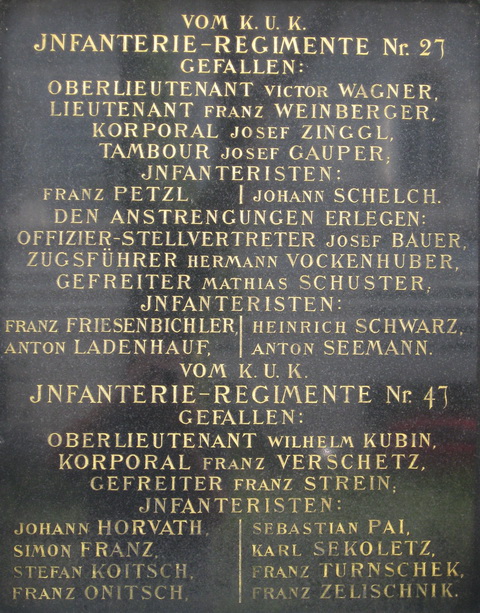 VOM K. U. K.
JNFANTERIE-REGIMENTE Nr. 27
GEFALLEN:
OBERLIEUTENANT VICTOR WAGNER,
LIEUTENANT FRANZ WEINBERGER,
KORPORAL JOSEF ZINGGL,
TAMBOUR JOSEF GAUPER;
JNFANTERISTEN:
FRANZ PETZL, JOHANN SCHELCH.
DEN ANSTRENGUNGEN ERLEGEN:
OFFIZIER-STELLVERTRETER JOSEF BAUER,
ZUGSFÜHRER HERMANN VOCKENHUBER,
GEFREITER MATHIAS SCHUSTER;
JNFANTERISTEN:
FRANZ FRIESENBICHLER, HEINRICH SCHWARZ,
ANTON LADENHAUF, ANTON SEEMANN.
VOM K. U. K.
JNFANTERIE-REGIMENTE Nr. 47
GEFALLEN:
OBERLIEUTENANT WILHELM KUBIN,
KORPORAL FRANZ VERSCHETZ,
GEFREITER FRANZ STREIN;
JNFANTERISTEN:
JOHANN HORVATH, SEBASTIAN PAI,
SIMON FRANZ, KARL SEKOLETZ,
STEFAN KOITSCH, FRANZ TURNSCHEK,
FRANZ ONITSCH, FRANZ ZELISCHNIK.